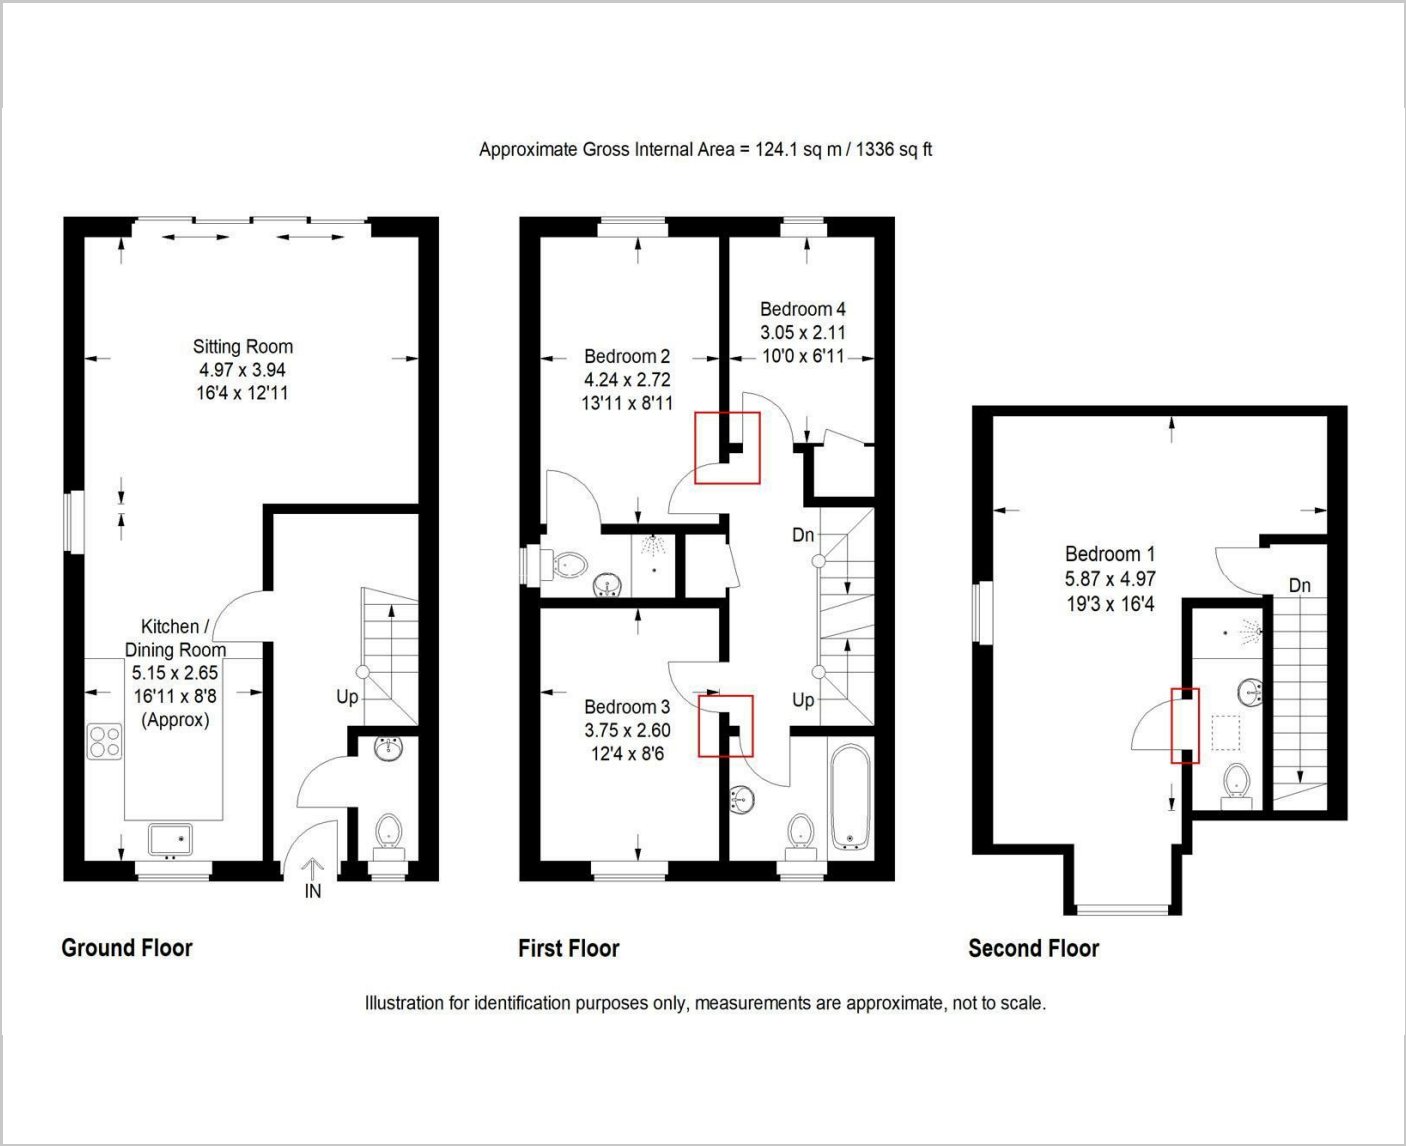 Approximate Gross Internal Area = 124.1 sq m / 1336 sq ft
Sitting Room
4.97 x 3.94
16'4 x 12'11
Kitchen /
Dining Room
5.15 x 2.65
16'11 x 8'8
(Approx)
Up
IN
Ground Floor
Bedroom 2
4.24 x 2.72
13'11 x 8'11
Bedroom 4
3.05 x 2.11
10'0 x 6'11
Dn
Up
Bedroom 3
3.75 x 2.60
12'4 x 8'6
First Floor
Bedroom 1
5.87 x 4.97
19'3 x 16'4
Dn
Second Floor
Illustration for identification purposes only, measurements are approximate, not to scale.